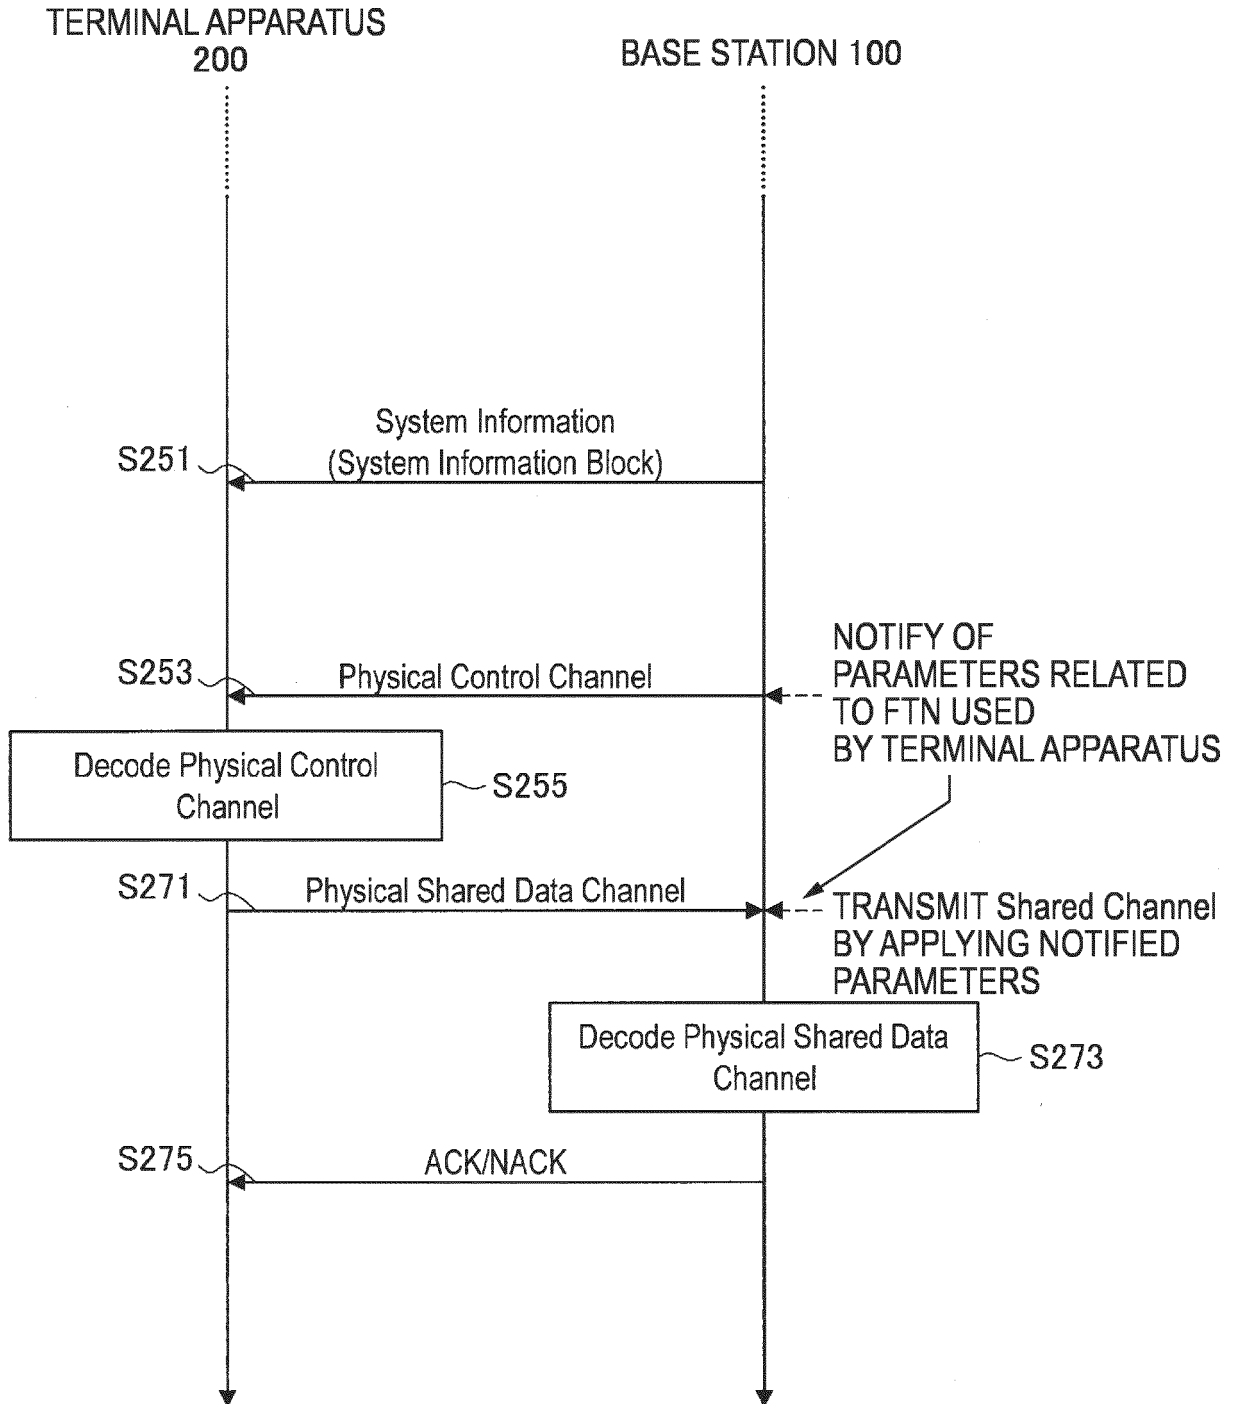 TERMINAL APPARATUS
200
BASE STATION 100
System Information
(System Information Block)
S251
NOTIFY OF
PARAMETERS RELATED
TO FTN USED
BY TERMINAL APPARATUS
S253
Physical Control Channel
Decode Physical Control
Channel
S255
S271
Physical Shared Data Channel
TRANSMIT Shared Channel
BY APPLYING NOTIFIED
PARAMETERS
Decode Physical Shared Data
Channel
S273
S275
ACK/NACK